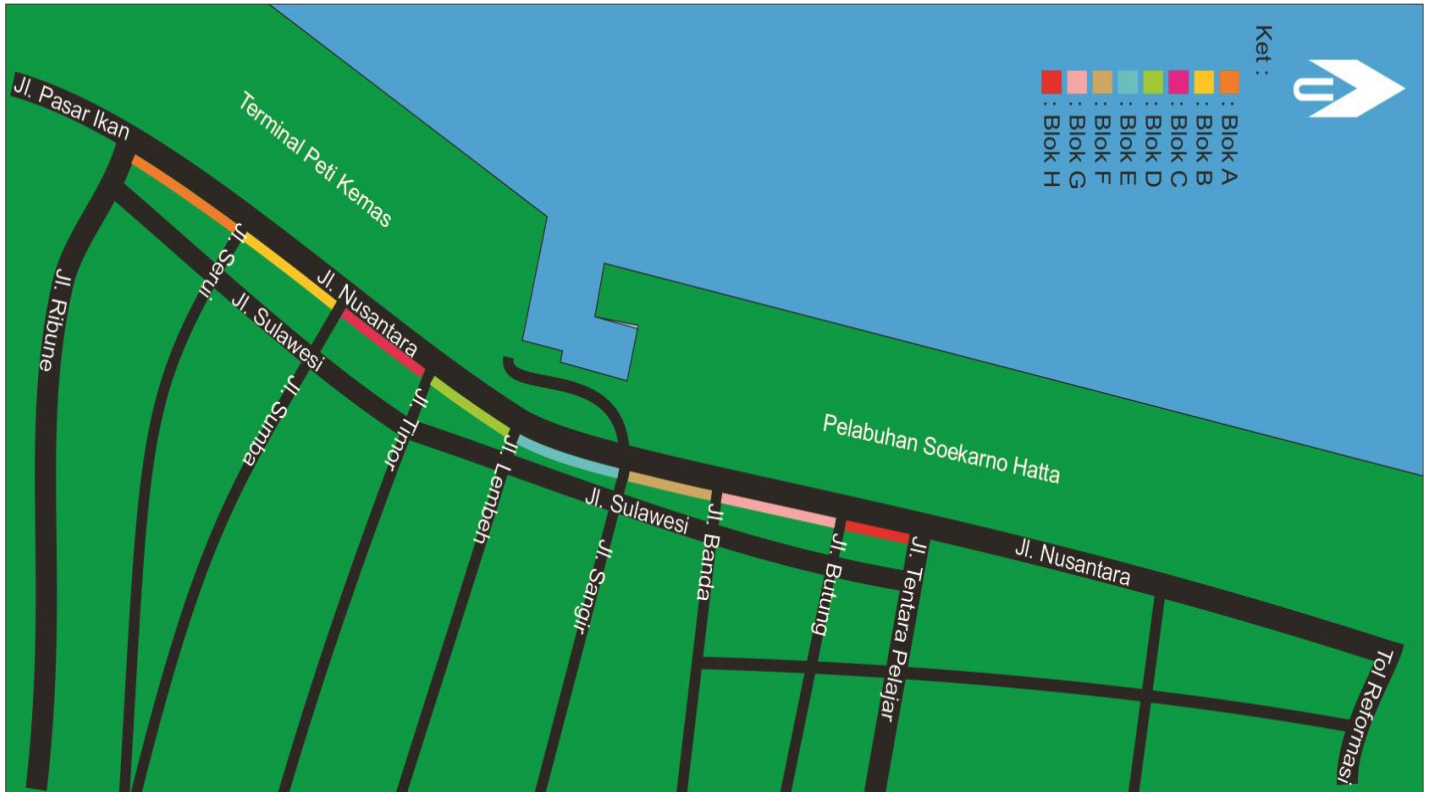 U
Ket :
: Blok A
: Blok B
: Blok C
: Blok D
: Blok E
: Blok F
: Blok G
: Blok H
Jl. Pasar Ikan
Terminal Peti Kemas
Jl. Ribune
Jl. Serui
Jl. Sulawesi
Jl. Nusantara
Jl. Sumba
Jl. Timor
Jl. Lembeh
Jl. Sulawesi
Jl. Sangir
Jl. Banda
Pelabuhan Soekarno Hatta
Jl. Butung
Jl. Tentara Pelajar
Jl. Nusantara
Tol Reformasi